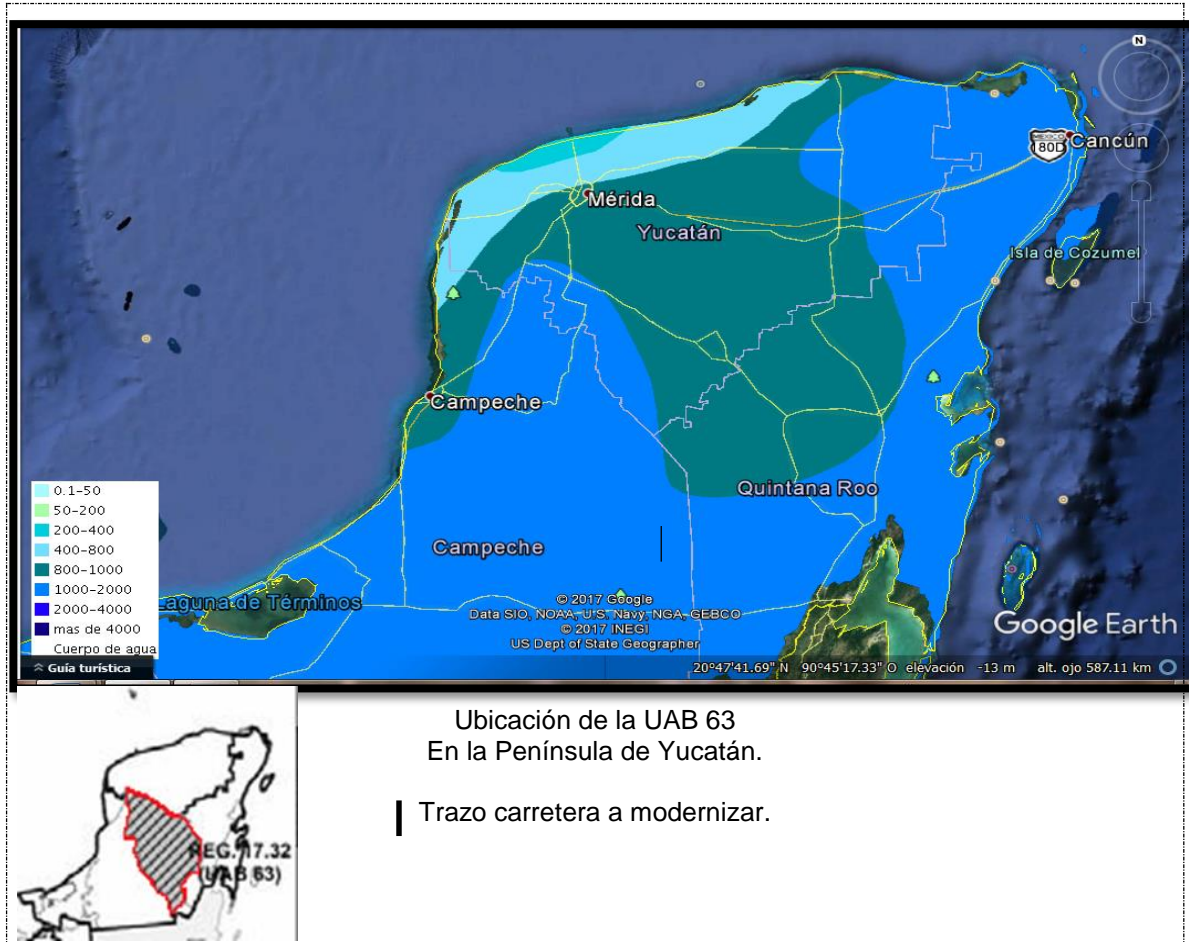 N
MEXICO
80D
Cancún
Mérida
Yucatán
Isla de Cozumel
Campeche
Quintana Roo
Campeche
Laguna de Términos
0.1-50
50-200
200-400
400-800
800-1000
1000-2000
2000-4000
mas de 4000
Cuerpo de agua
Guía turística
© 2017 Google
Data SIO, NOAA, U.S. Navy, NGA, GEBCO
© 2017 INEGI
US Dept of State Geographer
Google Earth
20°47'41.69" N 90°45'17.33" O elevación -13 m alt. ojo 587.11 km
REG. 17.32
(UAB 63)
Ubicación de la UAB 63
En la Península de Yucatán.
Trazo carretera a modernizar.